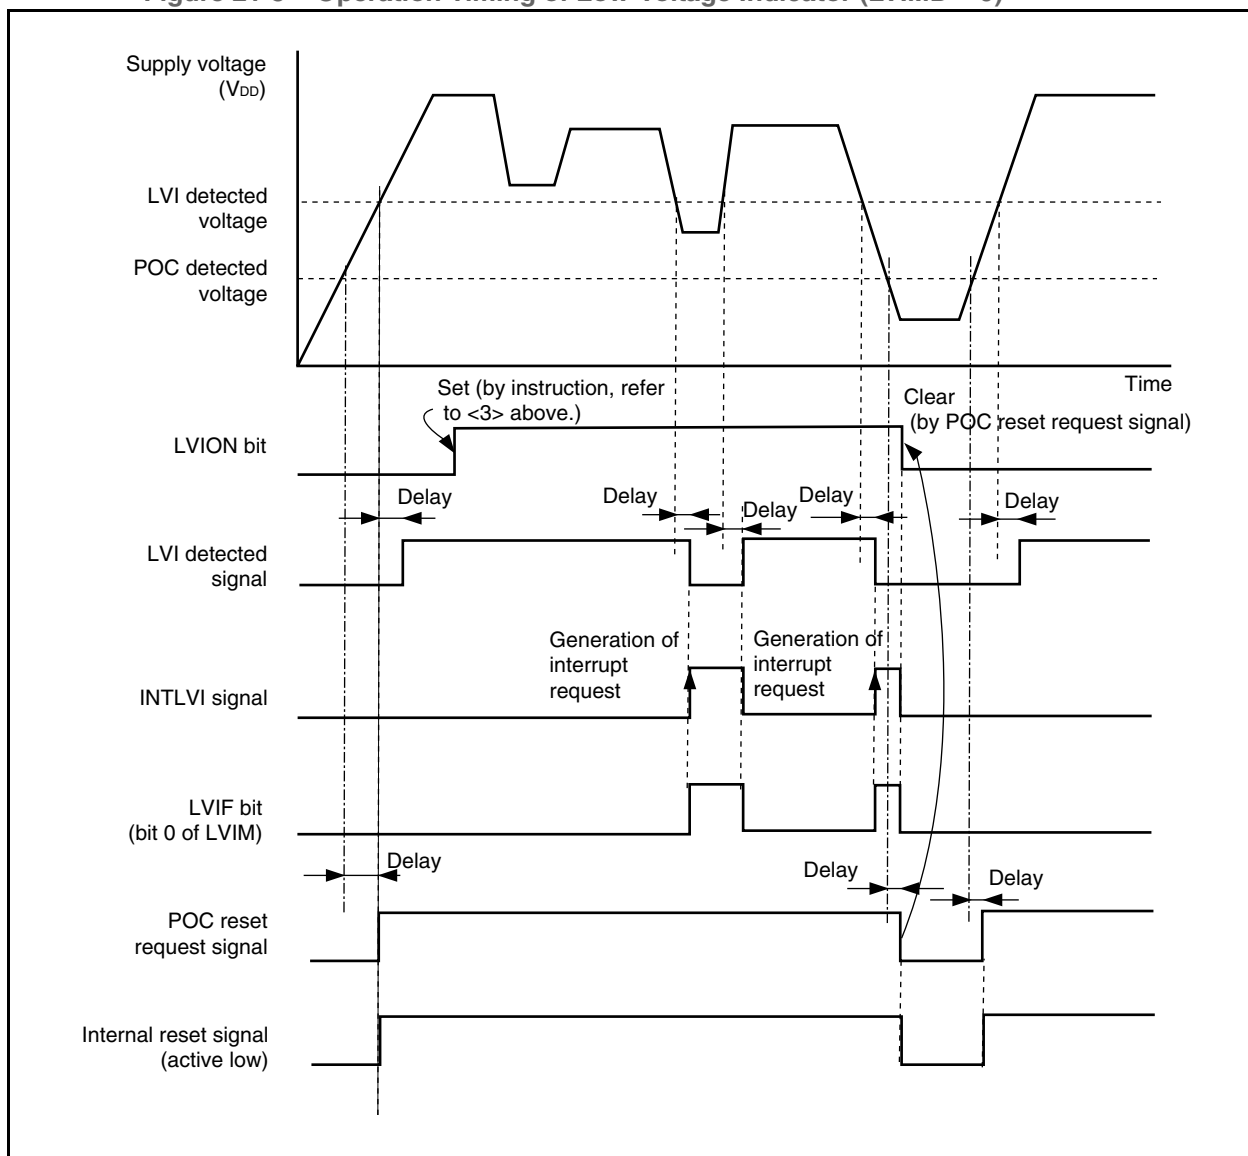 Supply voltage
(VDD)
LVI detected
voltage
POC detected
voltage
Time
Set (by instruction, refer
to <3> above.)
Clear
(by POC reset request signal)
LVION bit
Delay
Delay
Delay
Delay
Delay
LVI detected
signal
Generation of
interrupt
request
Generation of
interrupt
request
INTLVI signal
LVIF bit
(bit 0 of LVIM)
Delay
Delay
Delay
POC reset
request signal
Internal reset signal
(active low)